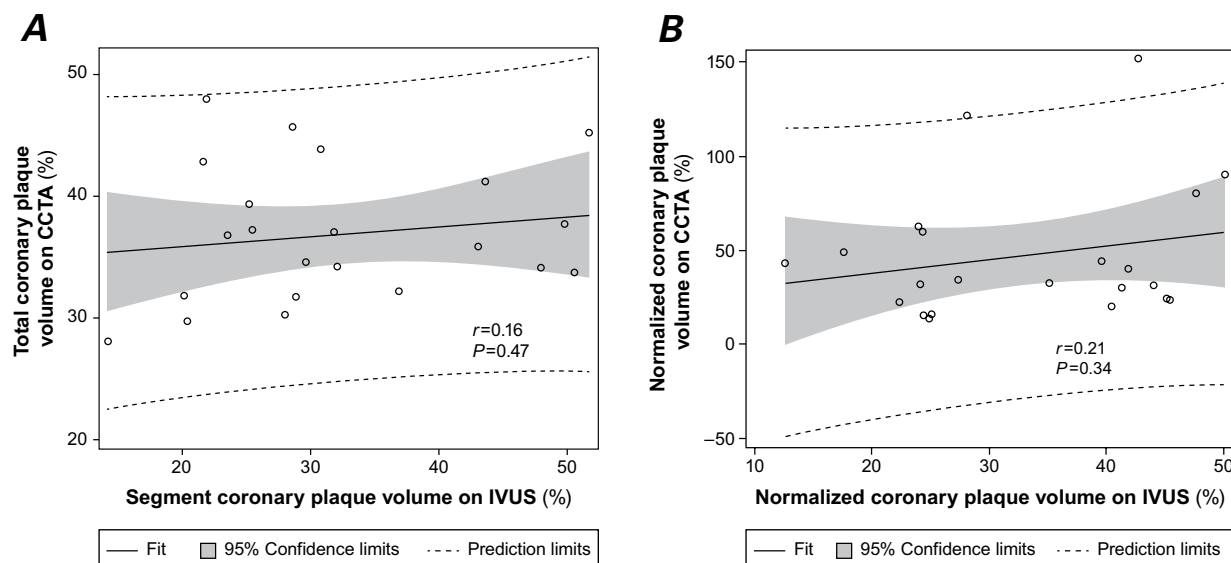 A
Total coronary plaque
volume on CCTA (%)
50
40
30
20
r=0.16
P=0.47
20 30 40 50
Segment coronary plaque volume on IVUS (%)
Fit 95% Confidence limits Prediction limits
B
Normalized coronary plaque
volume on CCTA (%)
150
100
50
0
–50
r=0.21
P=0.34
10 20 30 40 50
Normalized coronary plaque volume on IVUS (%)
Fit 95% Confidence limits Prediction limits